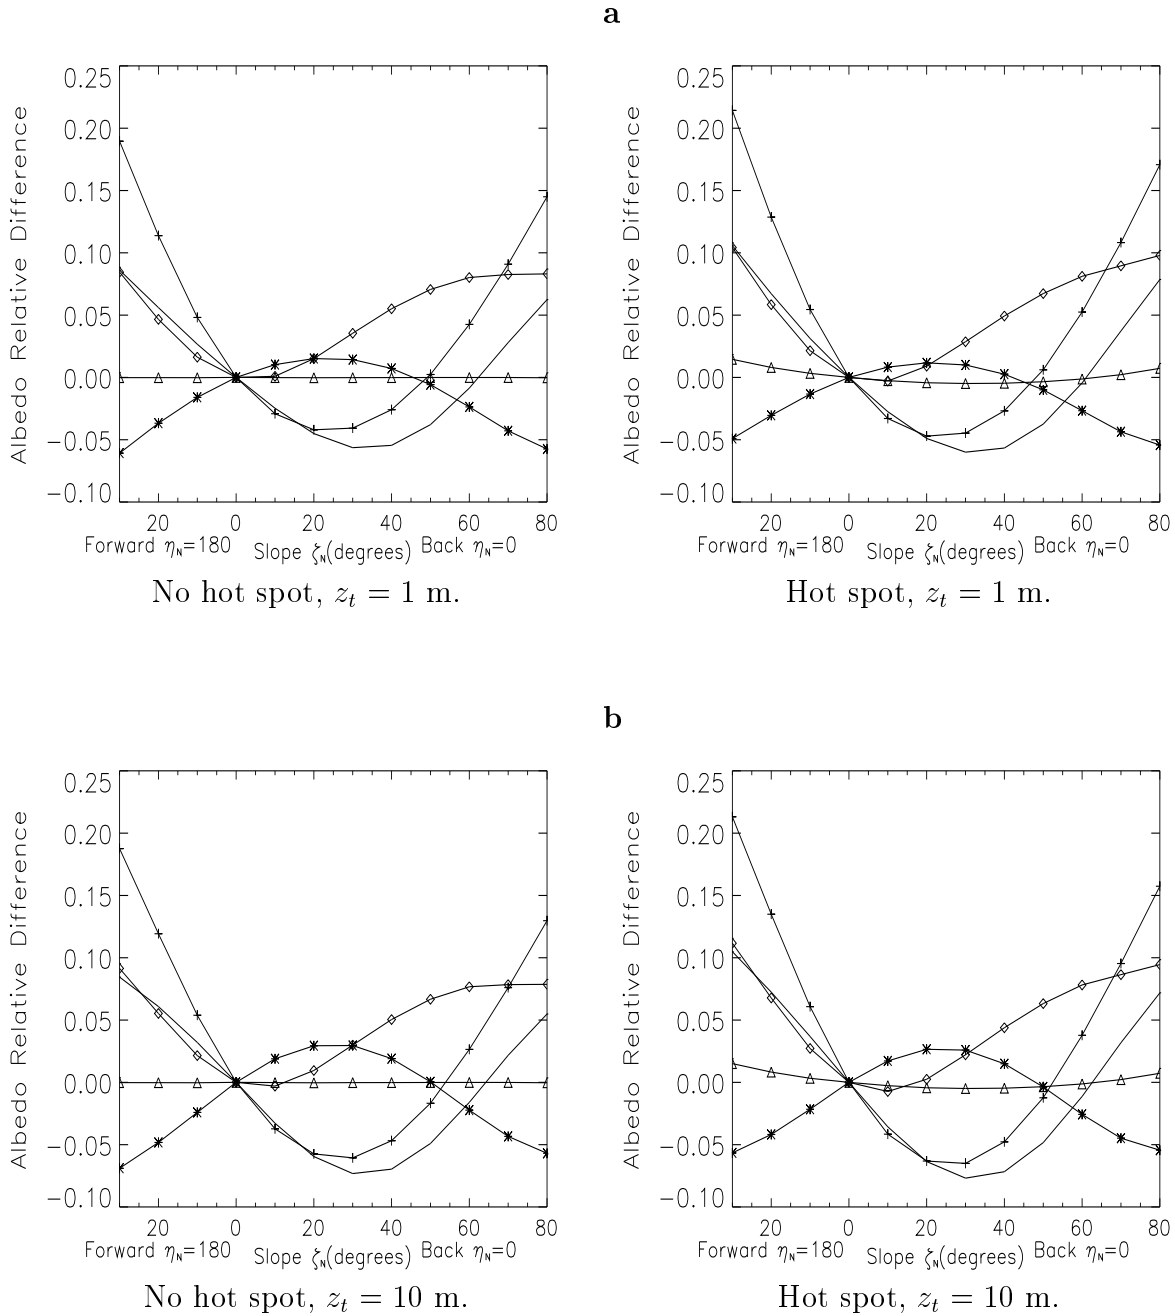 a
0.25
0.20
0.15
0.10
0.05
0.00
−0.05
−0.10
Albedo Relative Difference
20 0 20 40 60 80
Forward η_N=180 Slope ζ_N(degrees) Back η_N=0
No hot spot, z_t = 1 m.
0.25
0.20
0.15
0.10
0.05
0.00
−0.05
−0.10
Albedo Relative Difference
20 0 20 40 60 80
Forward η_N=180 Slope ζ_N(degrees) Back η_N=0
Hot spot, z_t = 1 m.
b
0.25
0.20
0.15
0.10
0.05
0.00
−0.05
−0.10
Albedo Relative Difference
20 0 20 40 60 80
Forward η_N=180 Slope ζ_N(degrees) Back η_N=0
No hot spot, z_t = 10 m.
0.25
0.20
0.15
0.10
0.05
0.00
−0.05
−0.10
Albedo Relative Difference
20 0 20 40 60 80
Forward η_N=180 Slope ζ_N(degrees) Back η_N=0
Hot spot, z_t = 10 m.